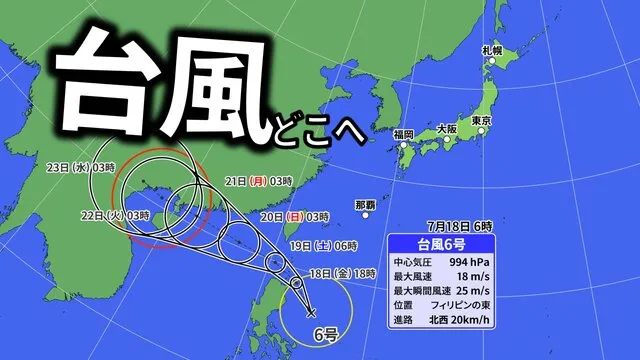 台風
どこへ
札幌
東京
大阪
福岡
那覇
23日(水)03時
22日(火)03時
21日(月)03時
20日(日)03時
19日(土)06時
18日(金)18時
6号
7月18日 6時
台風6号
中心気圧 994 hPa
最大風速 18 m/s
最大瞬間風速 25 m/s
位置 フィリピンの東
進路 北西 20km/h